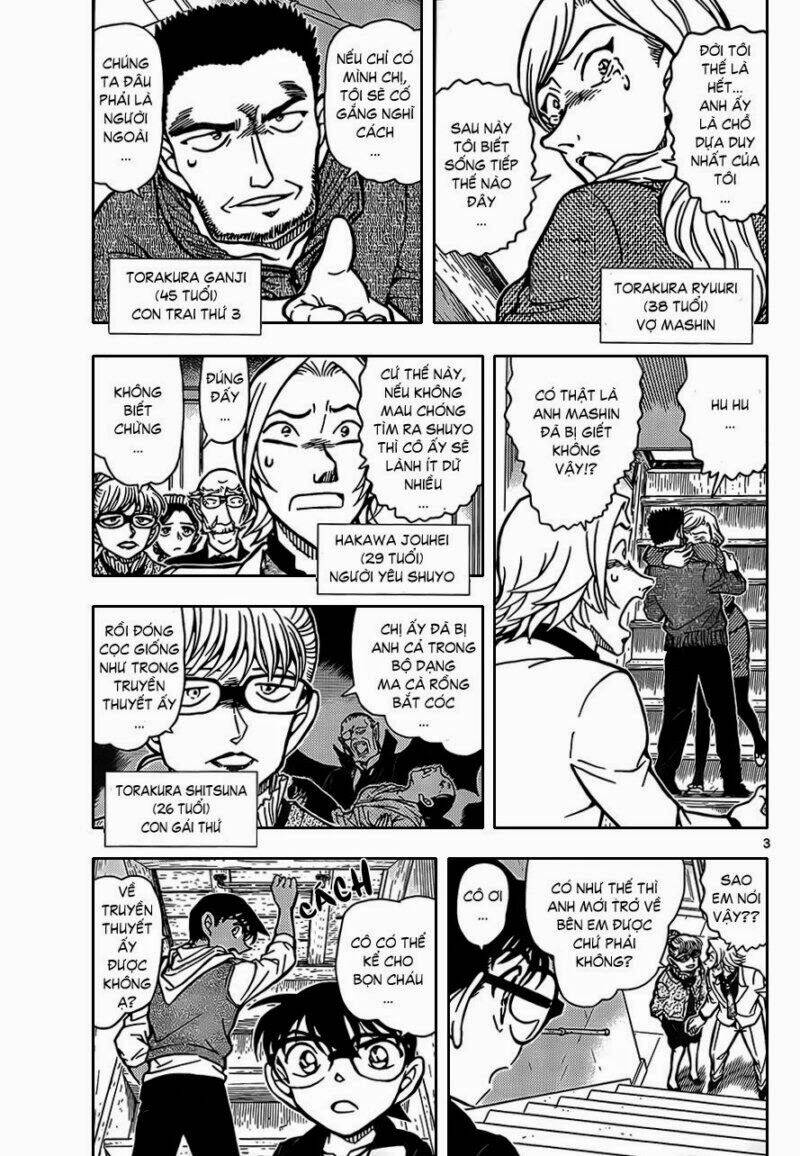 ĐỜI TÔI
THẾ LÀ
HẾT...
ANH ẤY
LÀ CHỖ
DỰA DUY
NHẤT CỦA
TÔI
...
SAU NÀY
TÔI BIẾT
SỐNG TIẾP
THẾ NÀO
ĐÂY
...
TORAKURA RYUURI
(38 TUỔI)
VỢ MASHIN
NẾU CHỈ CÓ
MÌNH CHỊ,
TÔI SẼ CỐ
GẮNG NGHĨ
CÁCH
...
CHÚNG
TA ĐÂU
PHẢI LÀ
NGƯỜI
NGOÀI
...
TORAKURA GANJI
(45 TUỔI)
CON TRAI THỨ 3
HU HU
...
CÓ THẬT LÀ
ANH MASHIN
ĐÃ BỊ GIẾT
KHÔNG
VẬY!?
CỨ THẾ NÀY,
NẾU KHÔNG
MAU CHÓNG
TÌM RA SHUYO
THÌ CÔ ẤY SẼ
LÀNH ÍT DỮ
NHIỀU
...
ĐÚNG
ĐẤY
...
KHÔNG
BIẾT
CHỪNG
...
HAKAWA JOUHEI
(29 TUỔI)
NGƯỜI YÊU SHUYO
CHỊ ẤY ĐÃ BỊ
ANH CẢ TRONG
BỘ DẠNG
MA CÀ RỒNG
BẮT CÓC
...
RỒI ĐÓNG
CỌC GIỐNG
NHƯ TRONG
TRUYỀN
THUYẾT ẤY
...
TORAKURA SHITSUNA
(26 TUỔI)
CON GÁI THỨ
3
SAO
EM NÓI
VẬY??
CÓ NHƯ THẾ THÌ
ANH MỚI TRỞ VỀ
BÊN EM ĐƯỢC
CHỨ PHẢI
KHÔNG?
CÔ ƠI
...
CÁCH
CÔ CÓ THỂ
KỂ CHO
BỌN CHÁU
...
VỀ
TRUYỀN
THUYẾT
ẤY
ĐƯỢC
KHÔNG
Ạ?